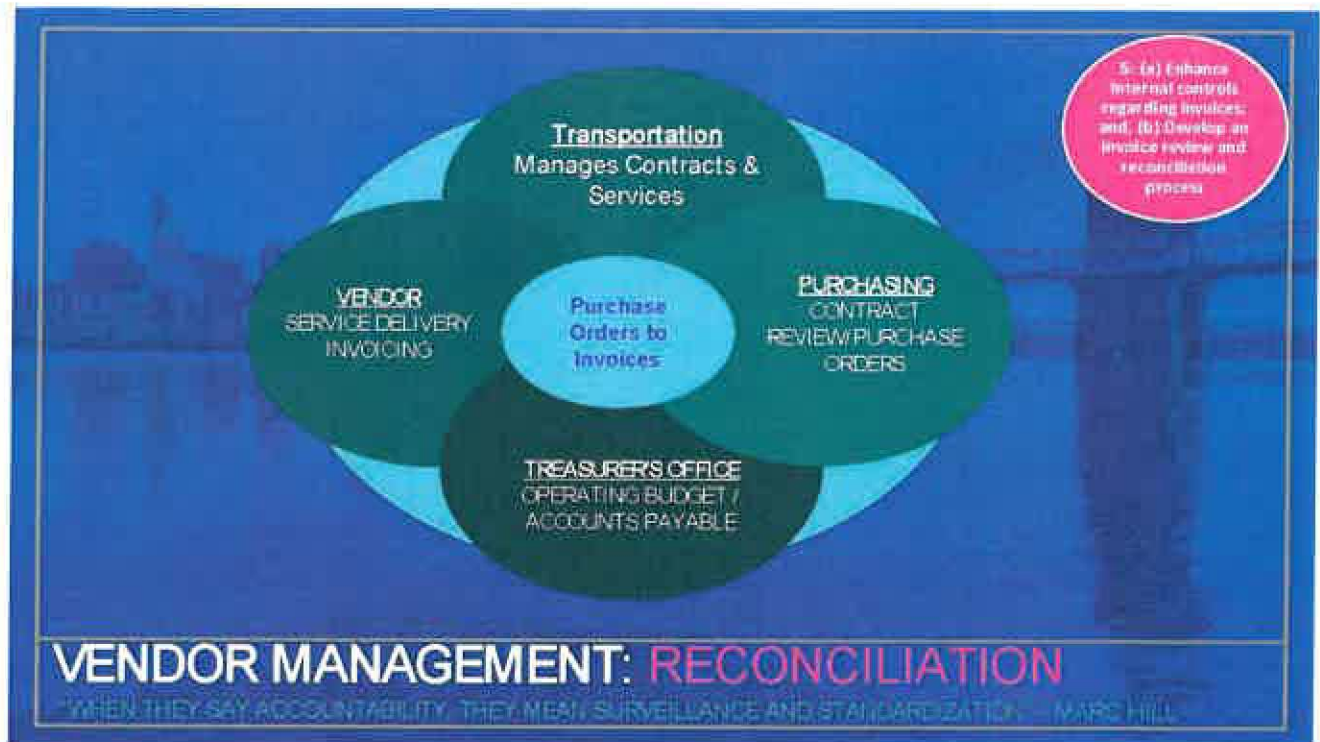 5: (a) Enhance
internal controls
regarding invoices;
and, (b) Develop an
invoice review and
reconciliation
process
Transportation
Manages Contracts &
Services
VENDOR
SERVICE DELIVERY
INVOICING
Purchase
Orders to
Invoices
PURCHASING
CONTRACT
REVIEW/PURCHASE
ORDERS
TREASURER'S OFFICE
OPERATING BUDGET /
ACCOUNTS PAYABLE
VENDOR MANAGEMENT: RECONCILIATION
"WHEN THEY SAY ACCOUNTABILITY, THEY MEAN SURVEILLANCE AND STANDARDIZATION." – MARC HILL